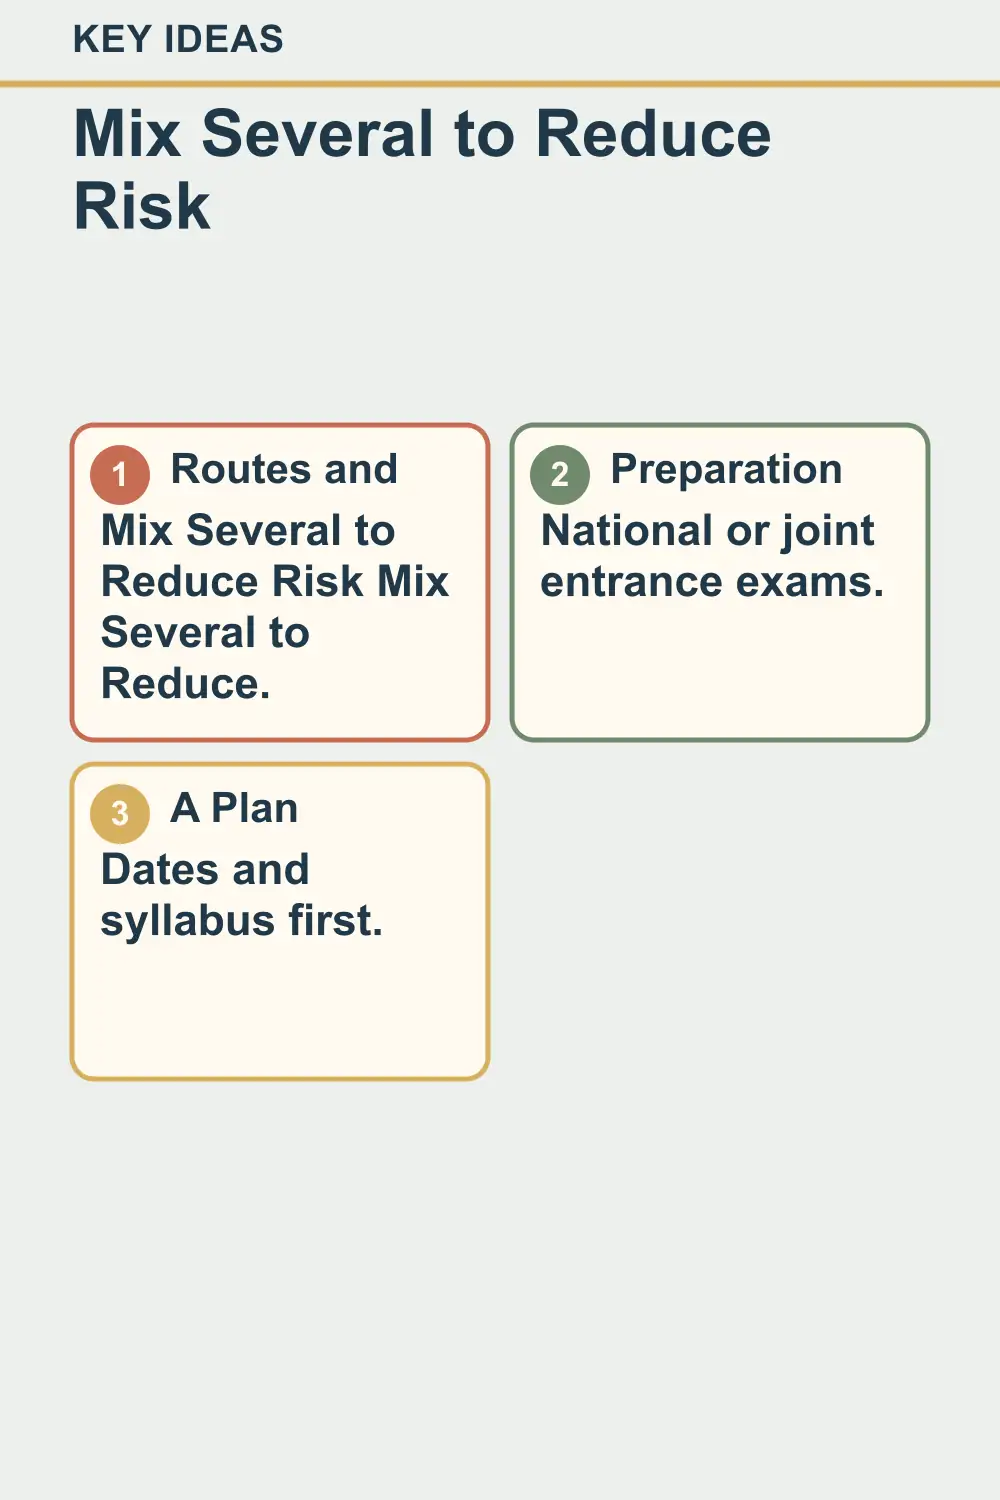 KEY IDEAS
Mix Several to Reduce
Risk
1 Routes and
Mix Several to
Reduce Risk Mix
Several to
Reduce.
2 Preparation
National or joint
entrance exams.
3 A Plan
Dates and
syllabus first.